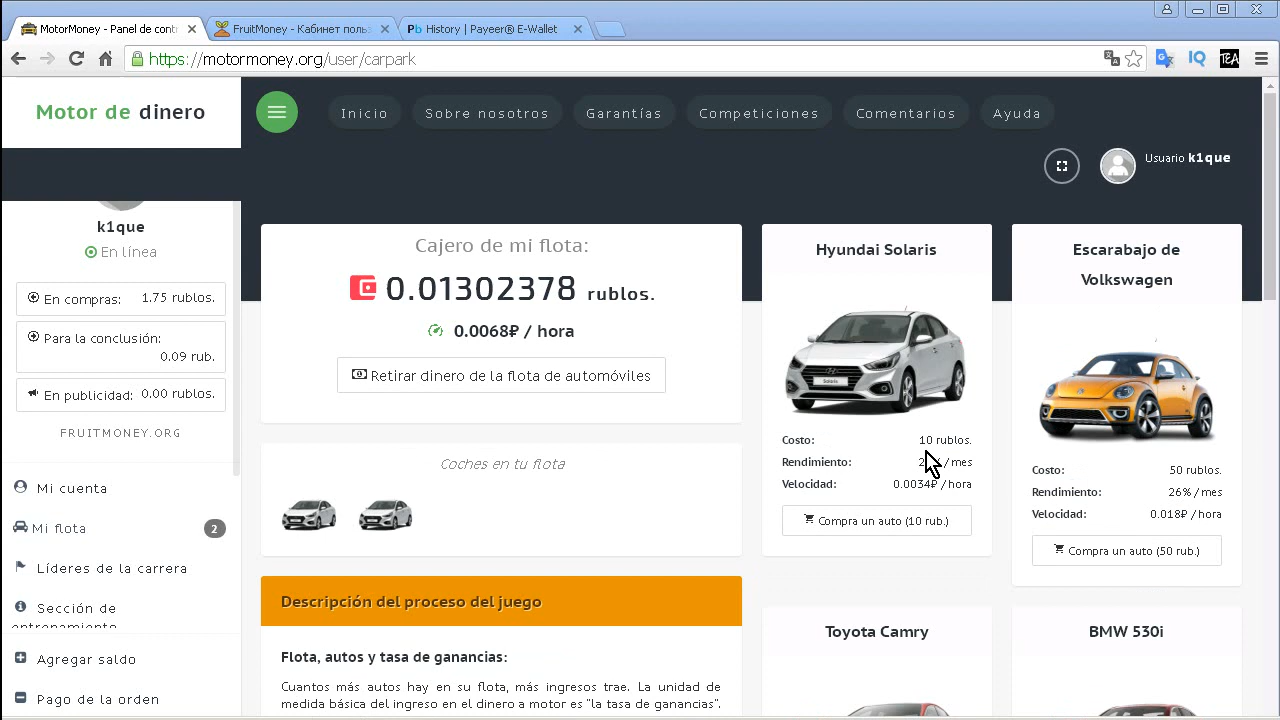 MotorMoney - Panel de cont
FruitMoney - Кабинет польз
Pb History | Payeer® E-Wallet
https://motormoney.org/user/carpark
IQ
TEA
Motor de dinero
Inicio
Sobre nosotros
Garantías
Competiciones
Comentarios
Ayuda
Usuario k1que
k1que
En línea
En compras: 1.75 rublos.
Para la conclusión:
0.09 rub.
En publicidad: 0.00 rublos.
FRUITMONEY.ORG
Mi cuenta
Mi flota 2
Líderes de la carrera
Sección de
entrenamiento
Agregar saldo
Pago de la orden
Cajero de mi flota:
0.01302378 rublos.
0.0068₽ / hora
Retirar dinero de la flota de automóviles
Coches en tu flota
Descripción del proceso del juego
Flota, autos y tasa de ganancias:
Cuantos más autos hay en su flota, más ingresos trae. La unidad de
medida básica del ingreso en el dinero a motor es "la tasa de ganancias".
Hyundai Solaris
Solaris
Costo: 10 rublos.
Rendimiento: / mes
Velocidad: 0.0034₽ / hora
Compra un auto (10 rub.)
Escarabajo de
Volkswagen
Costo: 50 rublos.
Rendimiento: 26% / mes
Velocidad: 0.018₽ / hora
Compra un auto (50 rub.)
Toyota Camry
BMW 530i